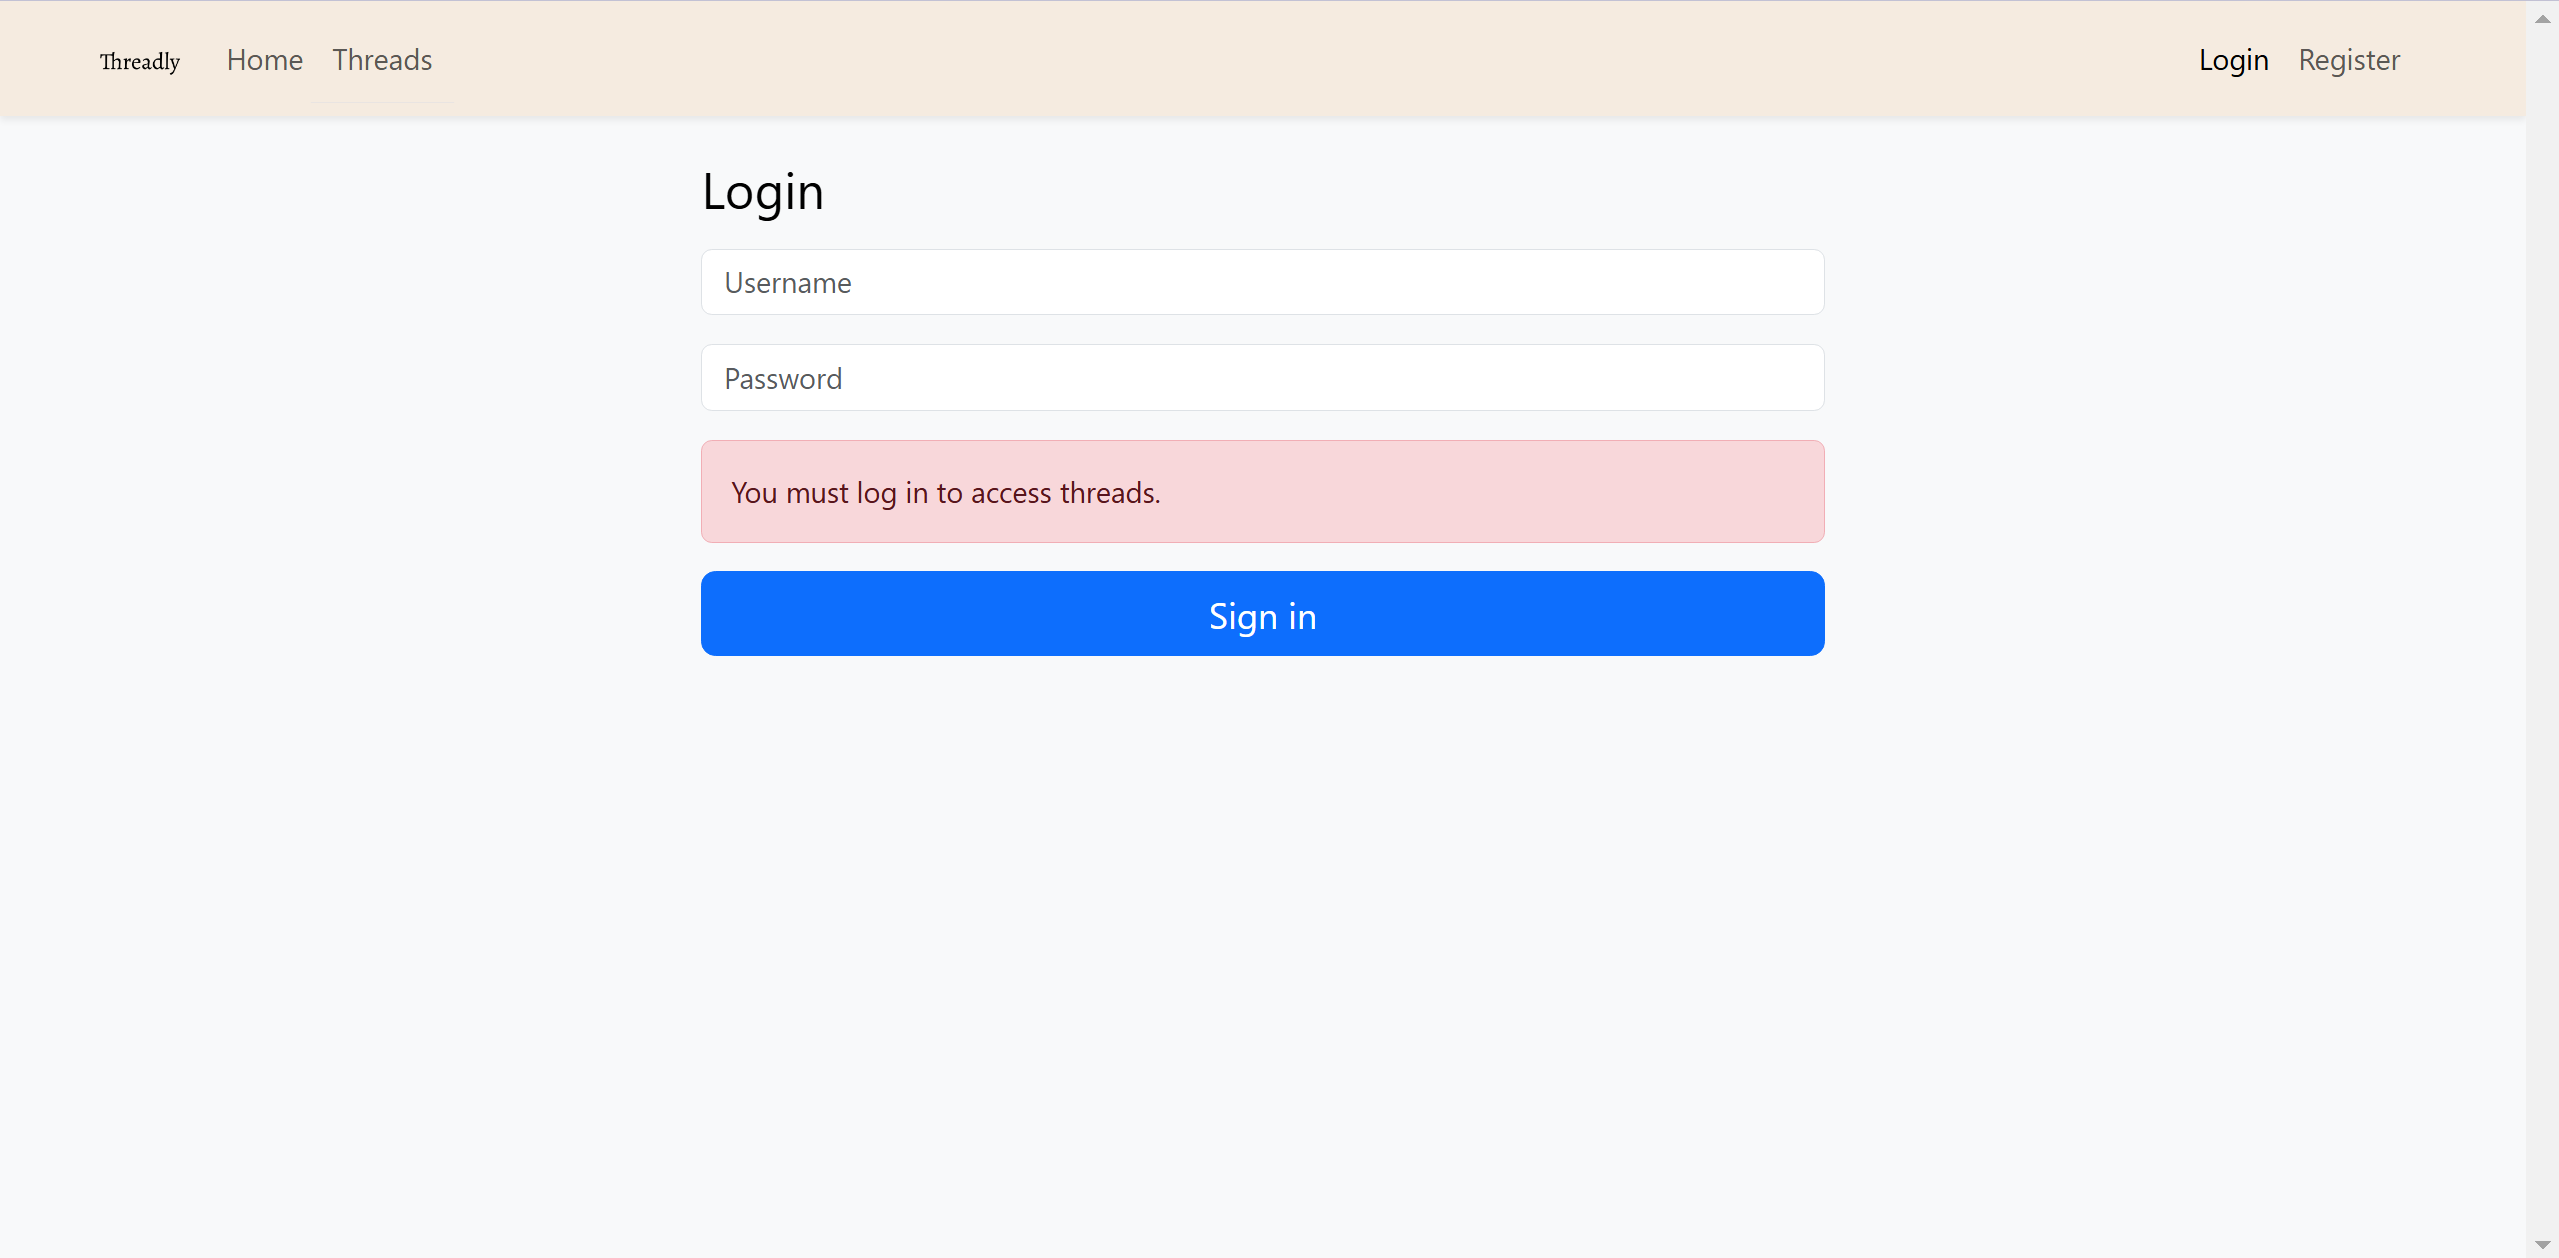 Threadly Home Threads Login Register
Login
Username
Password
You must log in to access threads.
Sign in